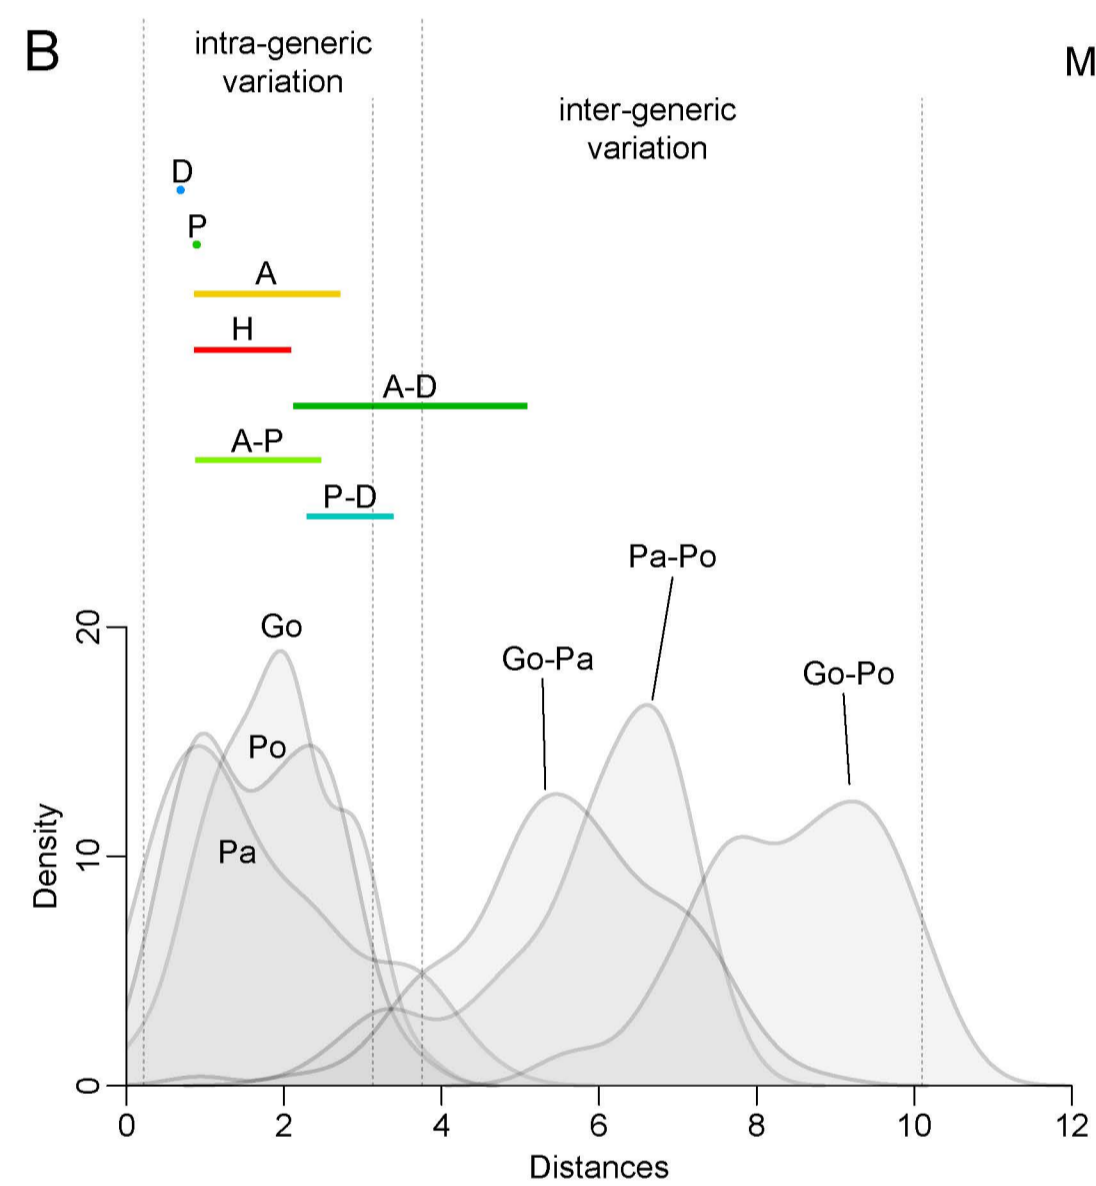 B
intra-generic
variation
M
inter-generic
variation
D
P
A
H
A-D
A-P
P-D
Pa-Po
Go-Pa
Go-Po
Go
Po
Pa
20
10
0
Density
0 2 4 6 8 10 12
Distances